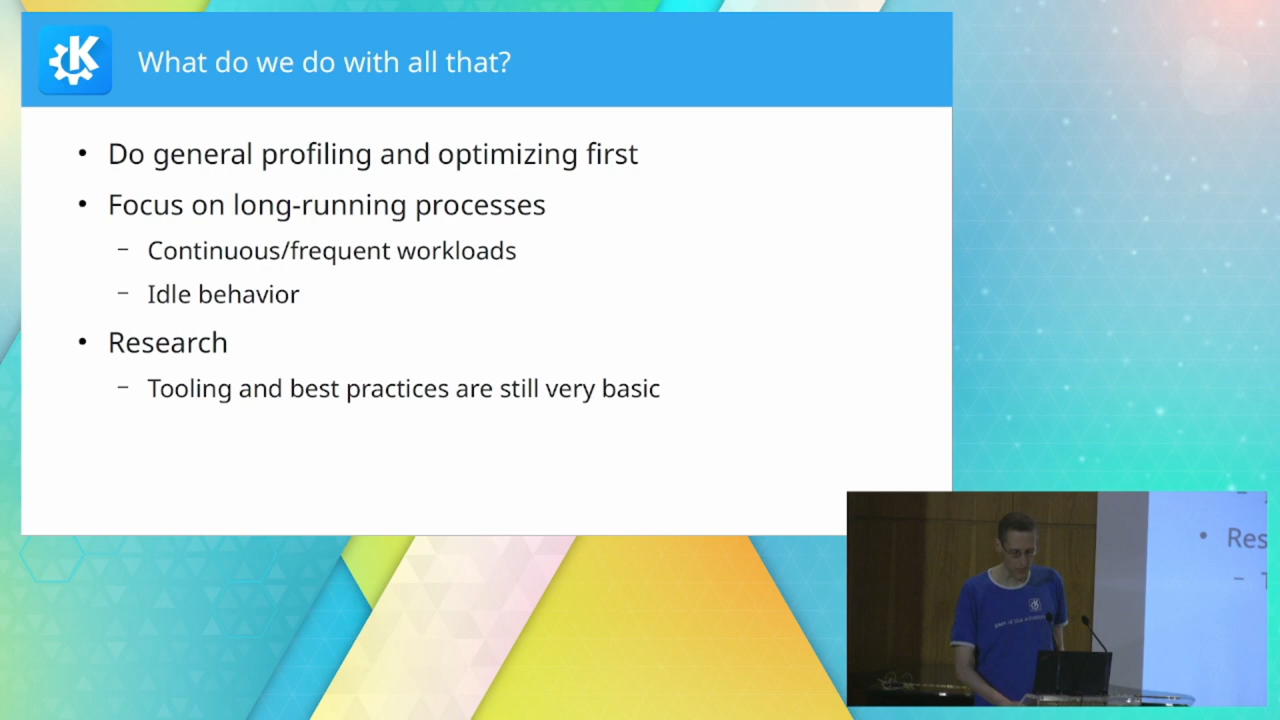 What do we do with all that?
• Do general profiling and optimizing first
• Focus on long-running processes
– Continuous/frequent workloads
– Idle behavior
• Research
– Tooling and best practices are still very basic
• Res